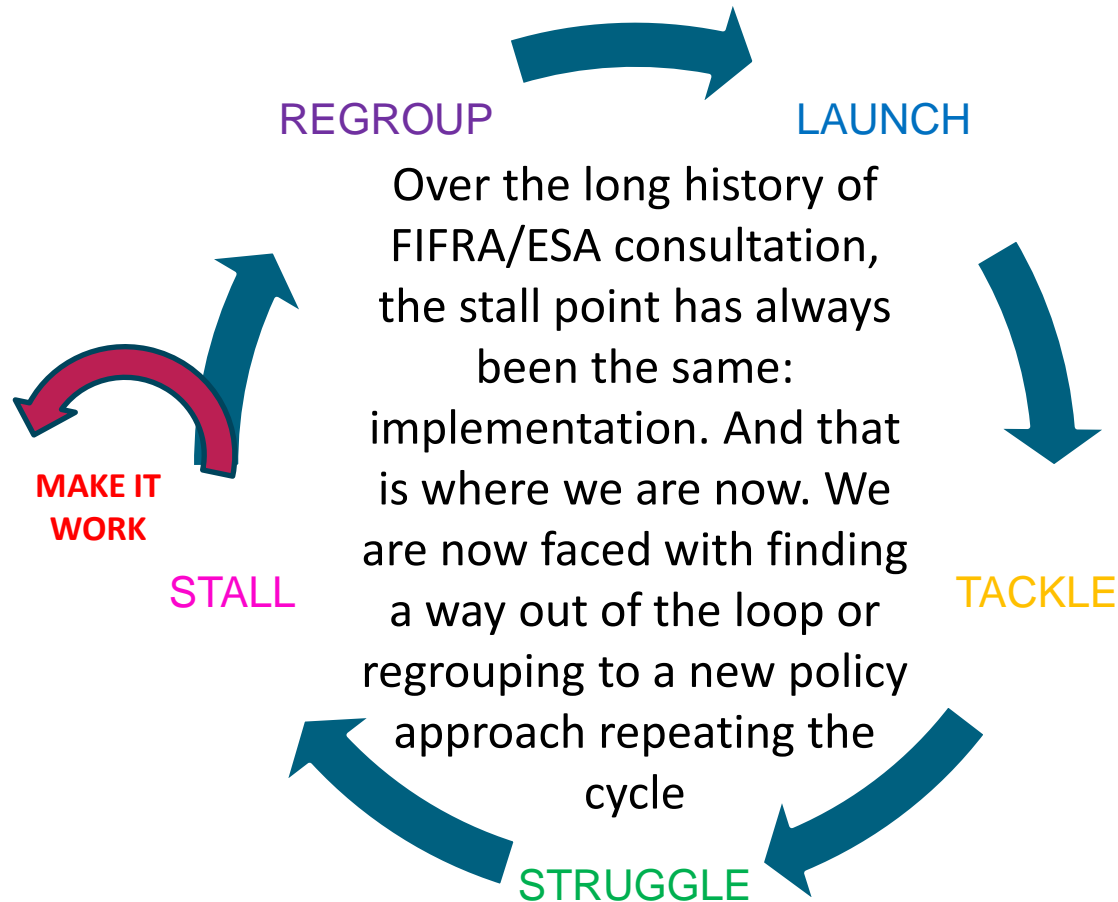 REGROUP
LAUNCH
Over the long history of
FIFRA/ESA consultation,
the stall point has always
been the same:
implementation. And that
is where we are now. We
are now faced with finding
a way out of the loop or
regrouping to a new policy
approach repeating the
cycle
MAKE IT
WORK
STALL
TACKLE
STRUGGLE